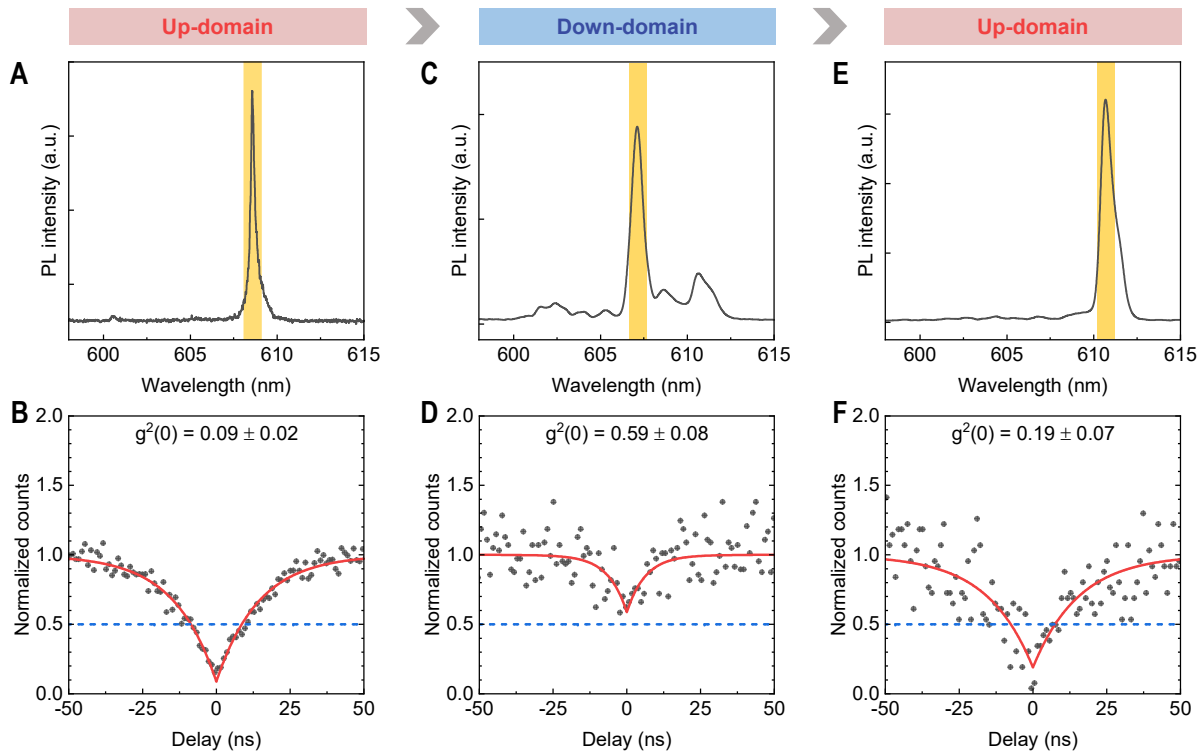 Up-domain
Down-domain
Up-domain
A
PL intensity (a.u.)
600 605 610 615
Wavelength (nm)
C
PL intensity (a.u.)
600 605 610 615
Wavelength (nm)
E
PL intensity (a.u.)
600 605 610 615
Wavelength (nm)
B
g²(0) = 0.09 ± 0.02
Normalized counts
2.0
1.5
1.0
0.5
0.0
-50 -25 0 25 50
Delay (ns)
D
g²(0) = 0.59 ± 0.08
Normalized counts
2.0
1.5
1.0
0.5
0.0
-50 -25 0 25 50
Delay (ns)
F
g²(0) = 0.19 ± 0.07
Normalized counts
2.0
1.5
1.0
0.5
0.0
-50 -25 0 25 50
Delay (ns)